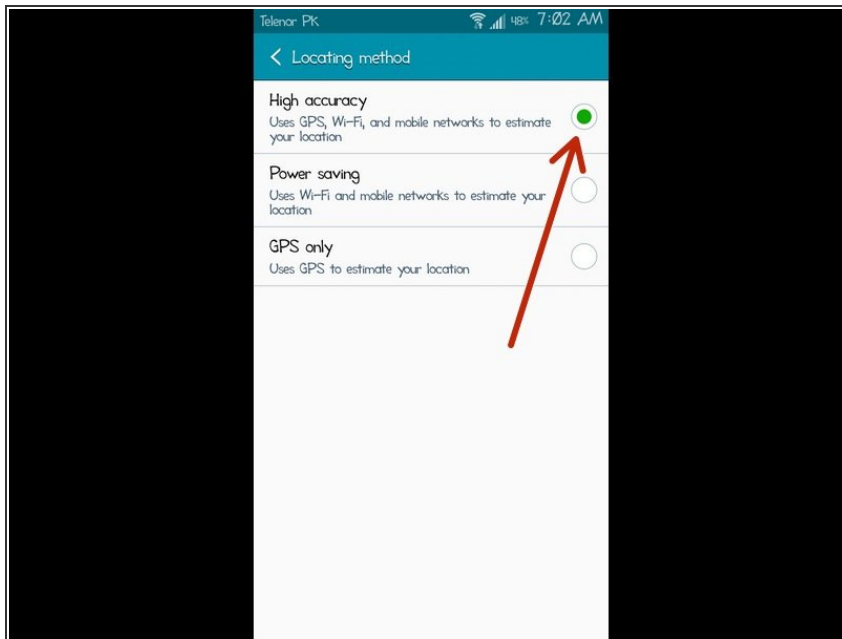 Telenor PK 48% 7:02 AM
Locating method
High accuracy
Uses GPS, Wi-Fi, and mobile networks to estimate
your location
Power saving
Uses Wi-Fi and mobile networks to estimate your
location
GPS only
Uses GPS to estimate your location